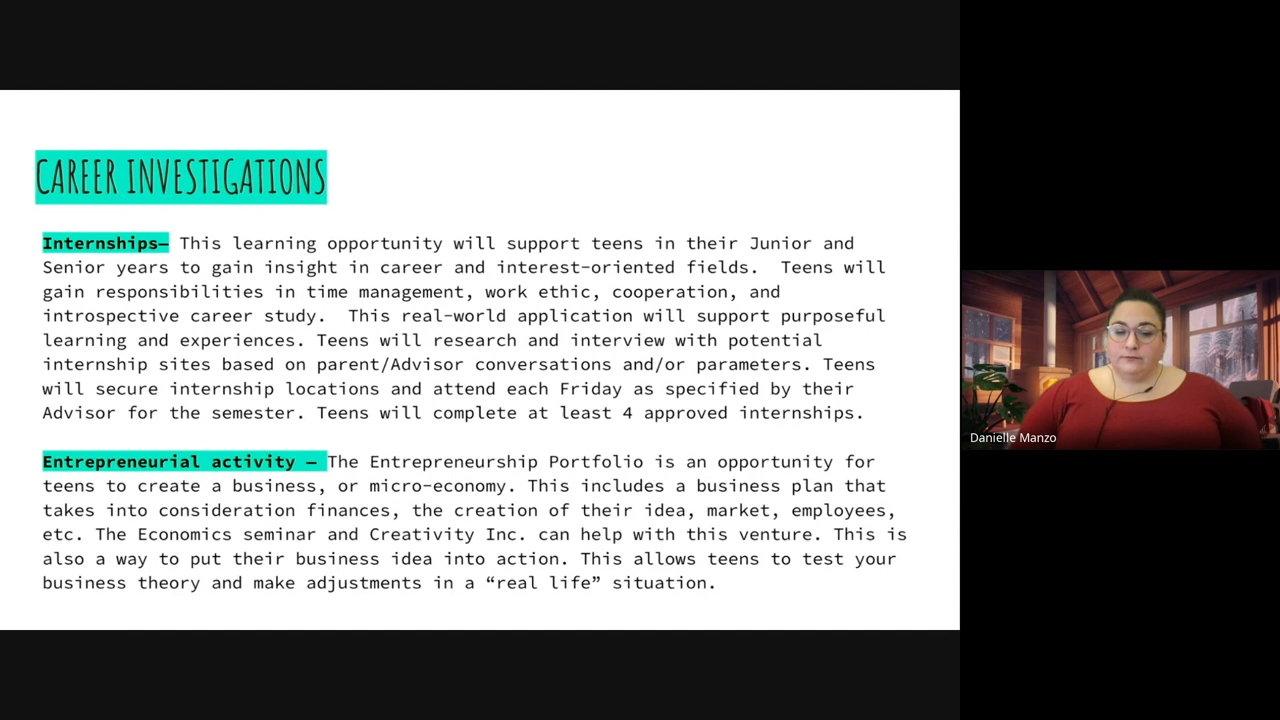 CAREER INVESTIGATIONS
Internships— This learning opportunity will support teens in their Junior and
Senior years to gain insight in career and interest-oriented fields.  Teens will
gain responsibilities in time management, work ethic, cooperation, and
introspective career study.  This real-world application will support purposeful
learning and experiences. Teens will research and interview with potential
internship sites based on parent/Advisor conversations and/or parameters. Teens
will secure internship locations and attend each Friday as specified by their
Advisor for the semester. Teens will complete at least 4 approved internships.
Entrepreneurial activity — The Entrepreneurship Portfolio is an opportunity for
teens to create a business, or micro-economy. This includes a business plan that
takes into consideration finances, the creation of their idea, market, employees,
etc. The Economics seminar and Creativity Inc. can help with this venture. This is
also a way to put their business idea into action. This allows teens to test your
business theory and make adjustments in a “real life” situation.
Danielle Manzo